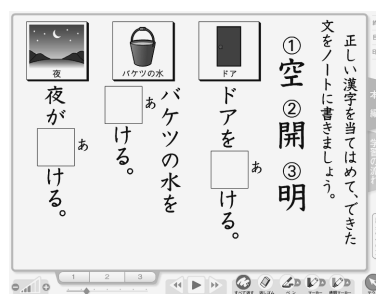 正しい漢字を当てはめて、できた
文をノートに書きましょう。
①空 ②開 ③明
ドア
ドアを□ける。
あ
バケツの水
バケツの水を
□ける。
あ
夜
夜が□ける。
あ
1 2 3